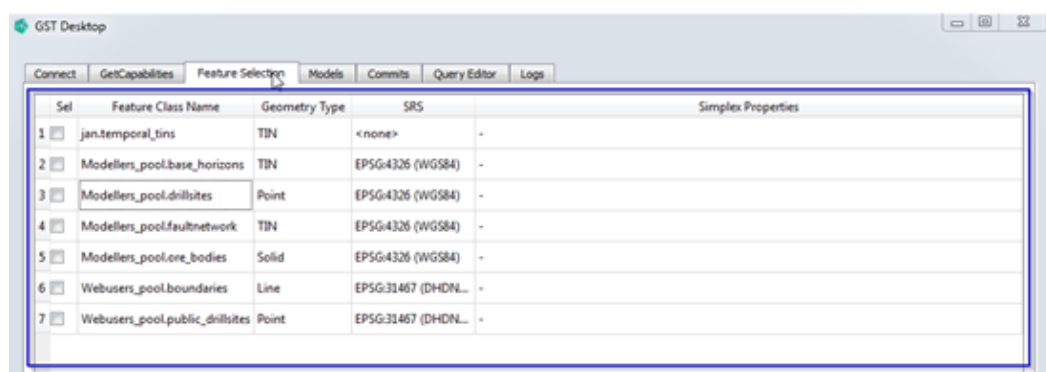 GST Desktop
Connect GetCapabilities Feature Selection Models Commits Query Editor Logs
Sel Feature Class Name Geometry Type SRS Simplex Properties
1 jan.temporal_tins TIN <none> -
2 Modellers_pool.base_horizons TIN EPSG:4326 (WGS84) -
3 Modellers_pool.drillsites Point EPSG:4326 (WGS84) -
4 Modellers_pool.faultnetwork TIN EPSG:4326 (WGS84) -
5 Modellers_pool.ore_bodies Solid EPSG:4326 (WGS84) -
6 Webusers_pool.boundaries Line EPSG:31467 (DHDN... -
7 Webusers_pool.public_drillsites Point EPSG:31467 (DHDN... -